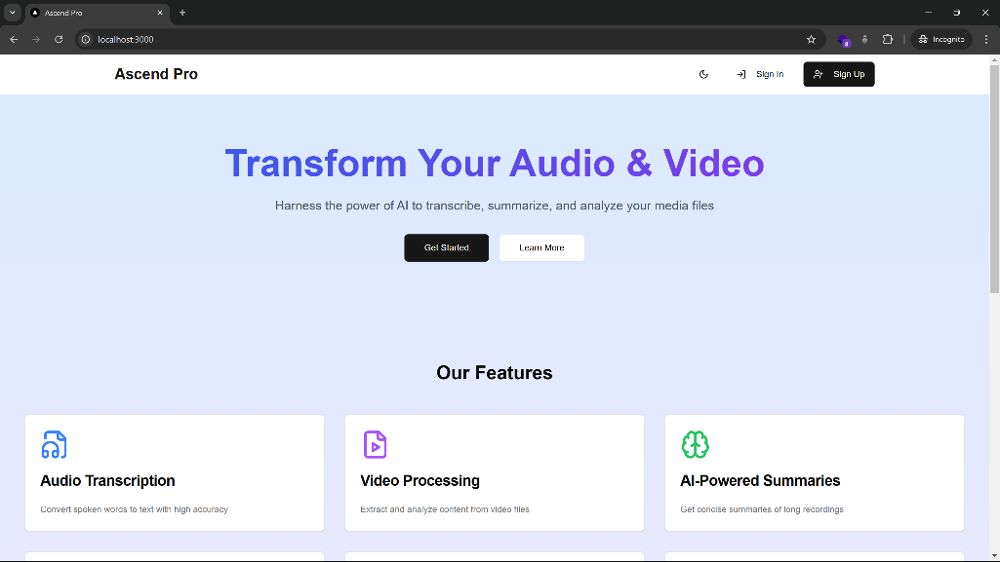 Ascend Pro
localhost:3000
8
Incognito
Ascend Pro
Sign In
Sign Up
Transform Your Audio & Video
Harness the power of AI to transcribe, summarize, and analyze your media files
Get Started
Learn More
Our Features
Audio Transcription
Video Processing
AI-Powered Summaries
Convert spoken words to text with high accuracy
Extract and analyze content from video files
Get concise summaries of long recordings